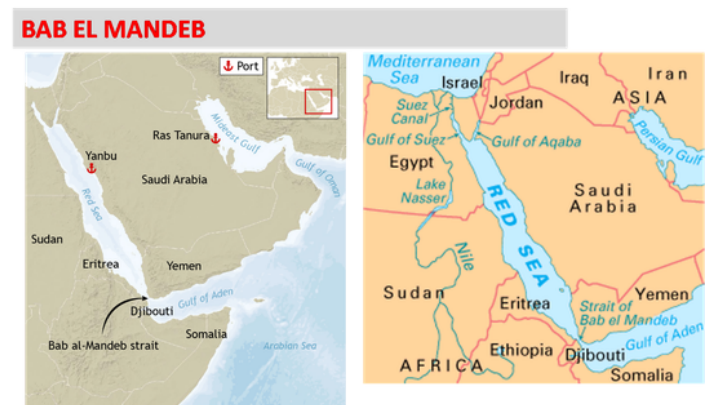 BAB EL MANDEB
Port
Ras Tanura
Mideast Gulf
Yanbu
Gulf of Oman
Saudi Arabia
Red Sea
Sudan
Eritrea
Yemen
Gulf of Aden
Djibouti
Somalia
Bab al-Mandeb strait
Arabian Sea
Mediterranean
Sea
Israel
Iraq
Iran
ASIA
Suez
Canal
Jordan
Gulf of Suez
Gulf of Aqaba
Persian Gulf
Egypt
Lake
Nasser
RED SEA
Saudi
Arabia
Nile
Sudan
Eritrea
Strait of
Bab el Mandeb
Yemen
Gulf of Aden
Ethiopia
Djibouti
AFRICA
Somalia